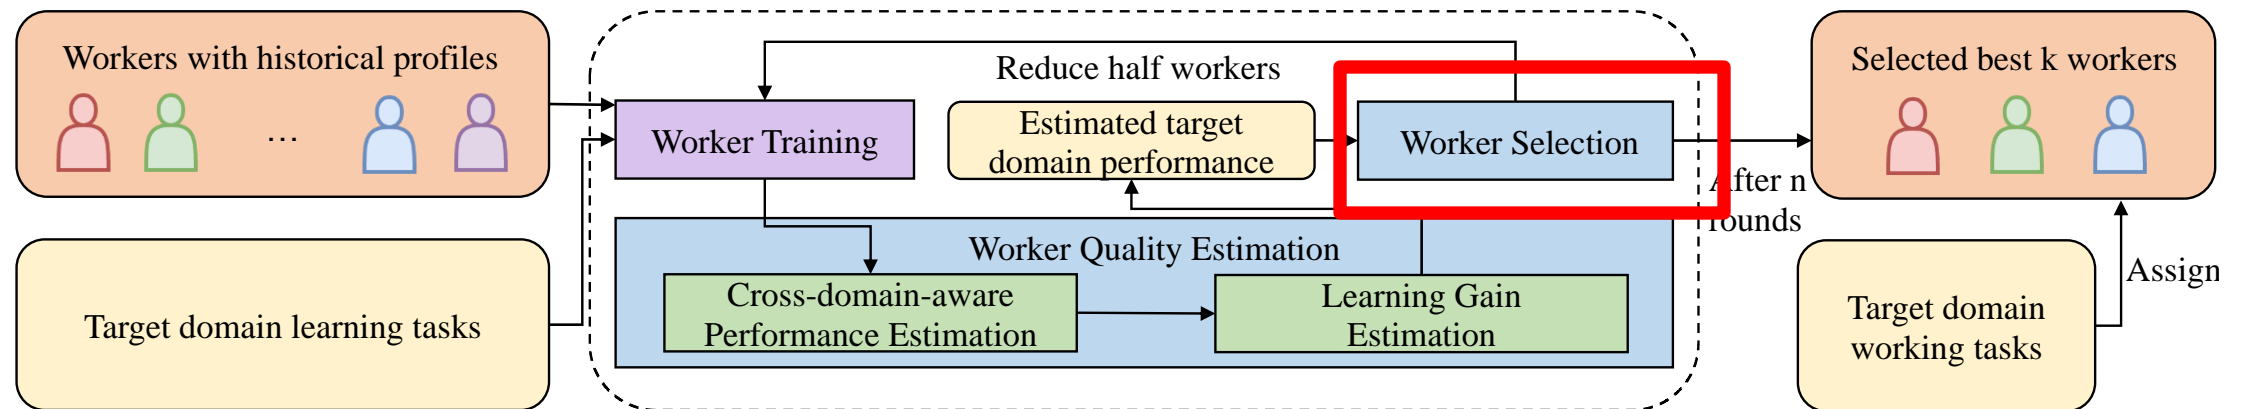 Workers with historical profiles
...
Target domain learning tasks
Reduce half workers
Worker Training
Estimated target
domain performance
Worker Selection
Worker Quality Estimation
Cross-domain-aware
Performance Estimation
Learning Gain
Estimation
After n
rounds
Selected best k workers
Assign
Target domain
working tasks